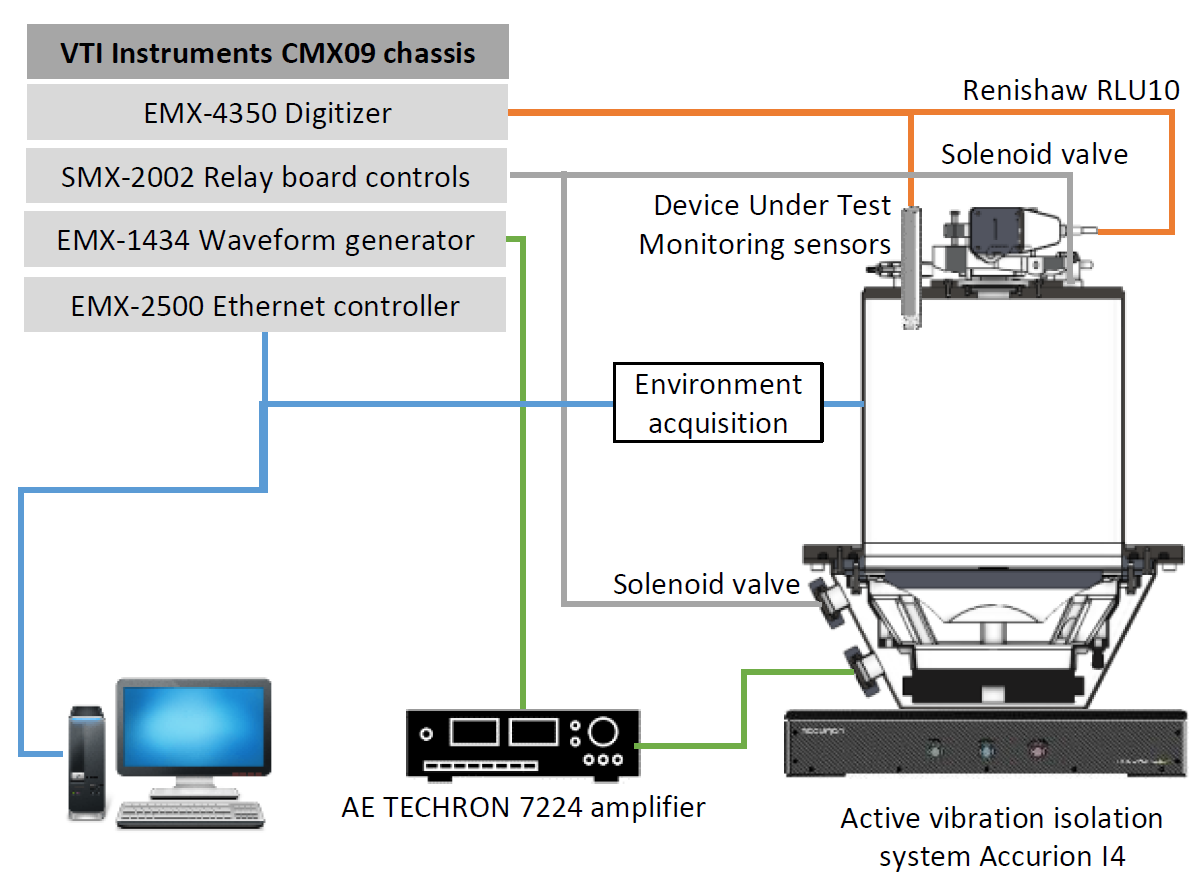 VTI Instruments CMX09 chassis
EMX-4350 Digitizer
SMX-2002 Relay board controls
EMX-1434 Waveform generator
EMX-2500 Ethernet controller
Renishaw RLU10
Solenoid valve
Device Under Test
Monitoring sensors
Environment
acquisition
Solenoid valve
ACCURION
AE TECHRON 7224 amplifier
Active vibration isolation
system Accurion I4